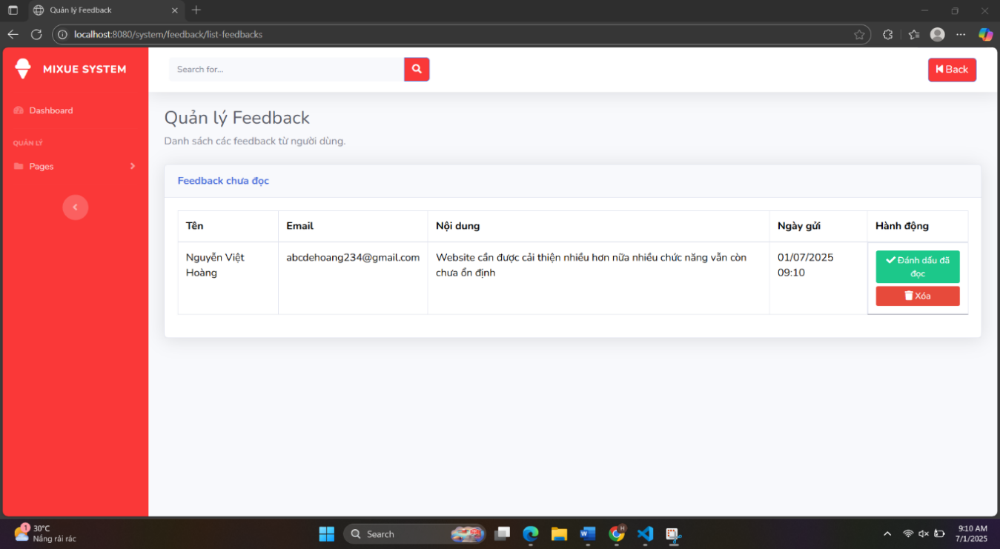 Quản lý Feedback
localhost:8080/system/feedback/list-feedbacks
MIXUE SYSTEM
Search for...
Back
Dashboard
QUẢN LÝ
Pages
Quản lý Feedback
Danh sách các feedback từ người dùng.
Feedback chưa đọc
Tên Email Nội dung Ngày gửi Hành động
Nguyễn Việt
Hoàng
abcdehoang234@gmail.com
Website cần được cải thiện nhiều hơn nữa nhiều chức năng vẫn còn
chưa ổn định
01/07/2025
09:10
Đánh dấu đã
đọc
Xóa
1
30°C
Nắng rải rác
Search
H
9:10 AM
7/1/2025